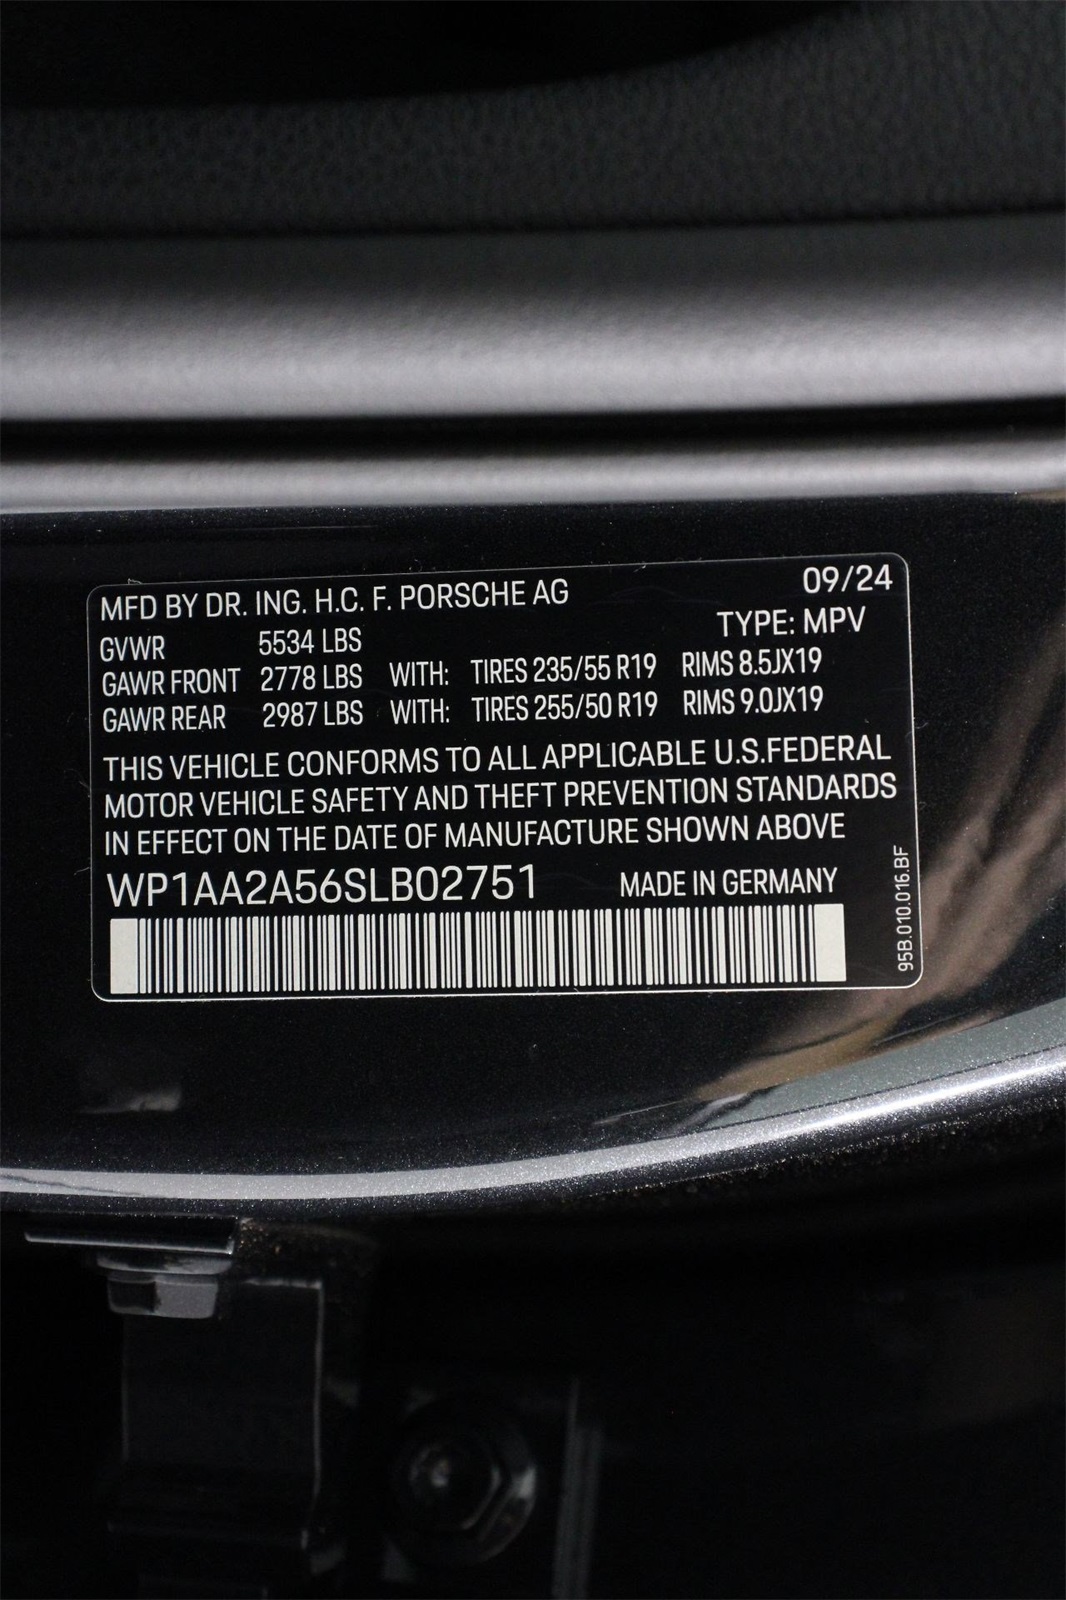 MFD BY DR. ING. H.C. F. PORSCHE AG 09/24
TYPE: MPV
GVWR 5534 LBS
GAWR FRONT 2778 LBS WITH: TIRES 235/55 R19 RIMS 8.5JX19
GAWR REAR 2987 LBS WITH: TIRES 255/50 R19 RIMS 9.0JX19
THIS VEHICLE CONFORMS TO ALL APPLICABLE U.S.FEDERAL
MOTOR VEHICLE SAFETY AND THEFT PREVENTION STANDARDS
IN EFFECT ON THE DATE OF MANUFACTURE SHOWN ABOVE
WP1AA2A56SLB02751 MADE IN GERMANY
95B.010.016.BF